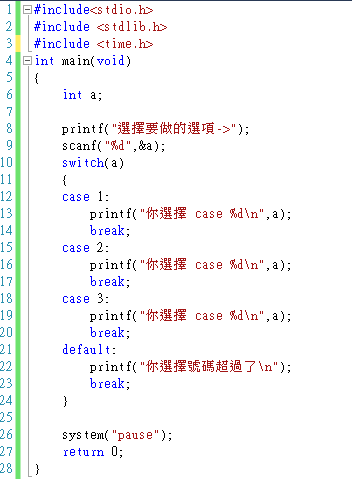 1 #include<stdio.h>
2 #include <stdlib.h>
3 #include <time.h>
4 int main(void)
5 {
6 int a;
7
8 printf("選擇要做的選項->");
9 scanf("%d",&a);
10 switch(a)
11 {
12 case 1:
13 printf("你選擇 case %d\n",a);
14 break;
15 case 2:
16 printf("你選擇 case %d\n",a);
17 break;
18 case 3:
19 printf("你選擇 case %d\n",a);
20 break;
21 default:
22 printf("你選擇號碼超過了\n");
23 break;
24 }
25
26 system("pause");
27 return 0;
28 }